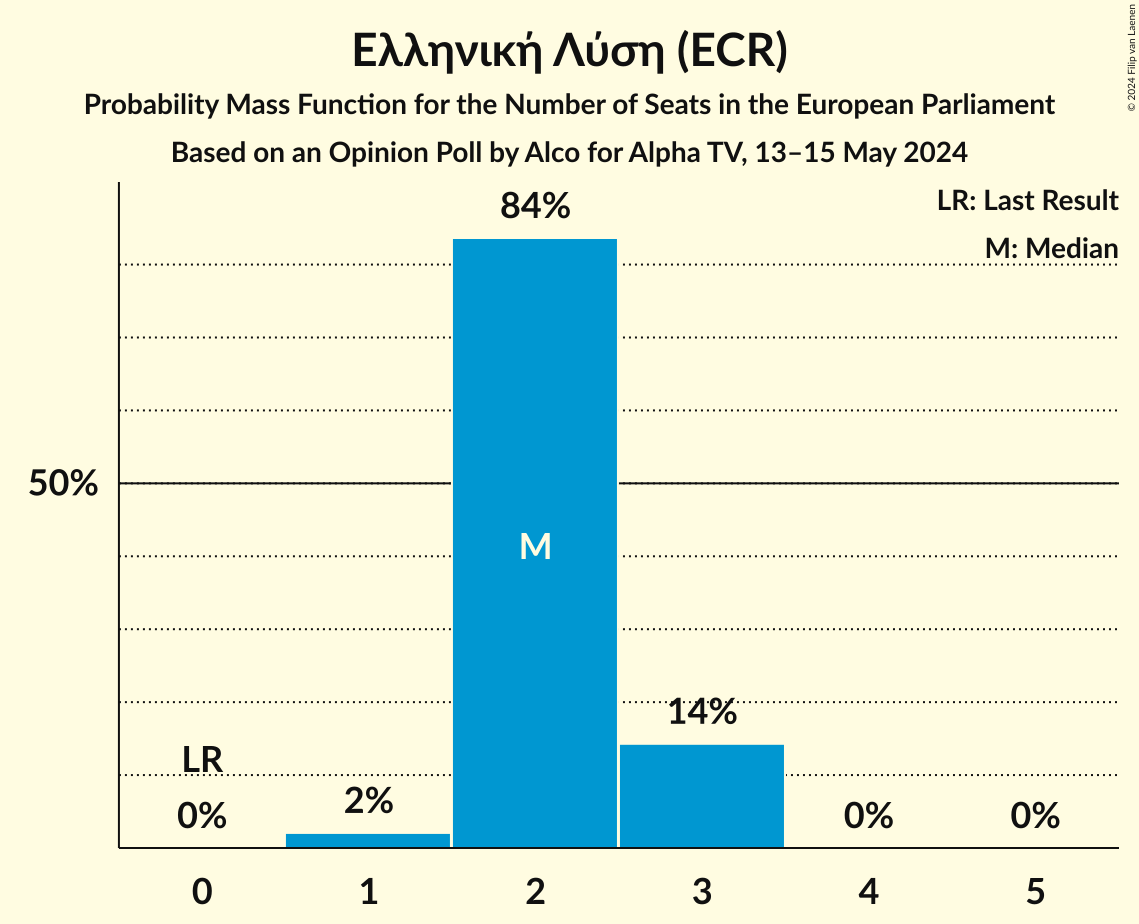 Ελληνική Λύση (ECR)
Probability Mass Function for the Number of Seats in the European Parliament
Based on an Opinion Poll by Alco for Alpha TV, 13–15 May 2024
© 2024 Filip van Laenen
LR: Last Result
M: Median
84%
50%
M
14%
LR
2%
0%
0%
0%
0
1
2
3
4
5